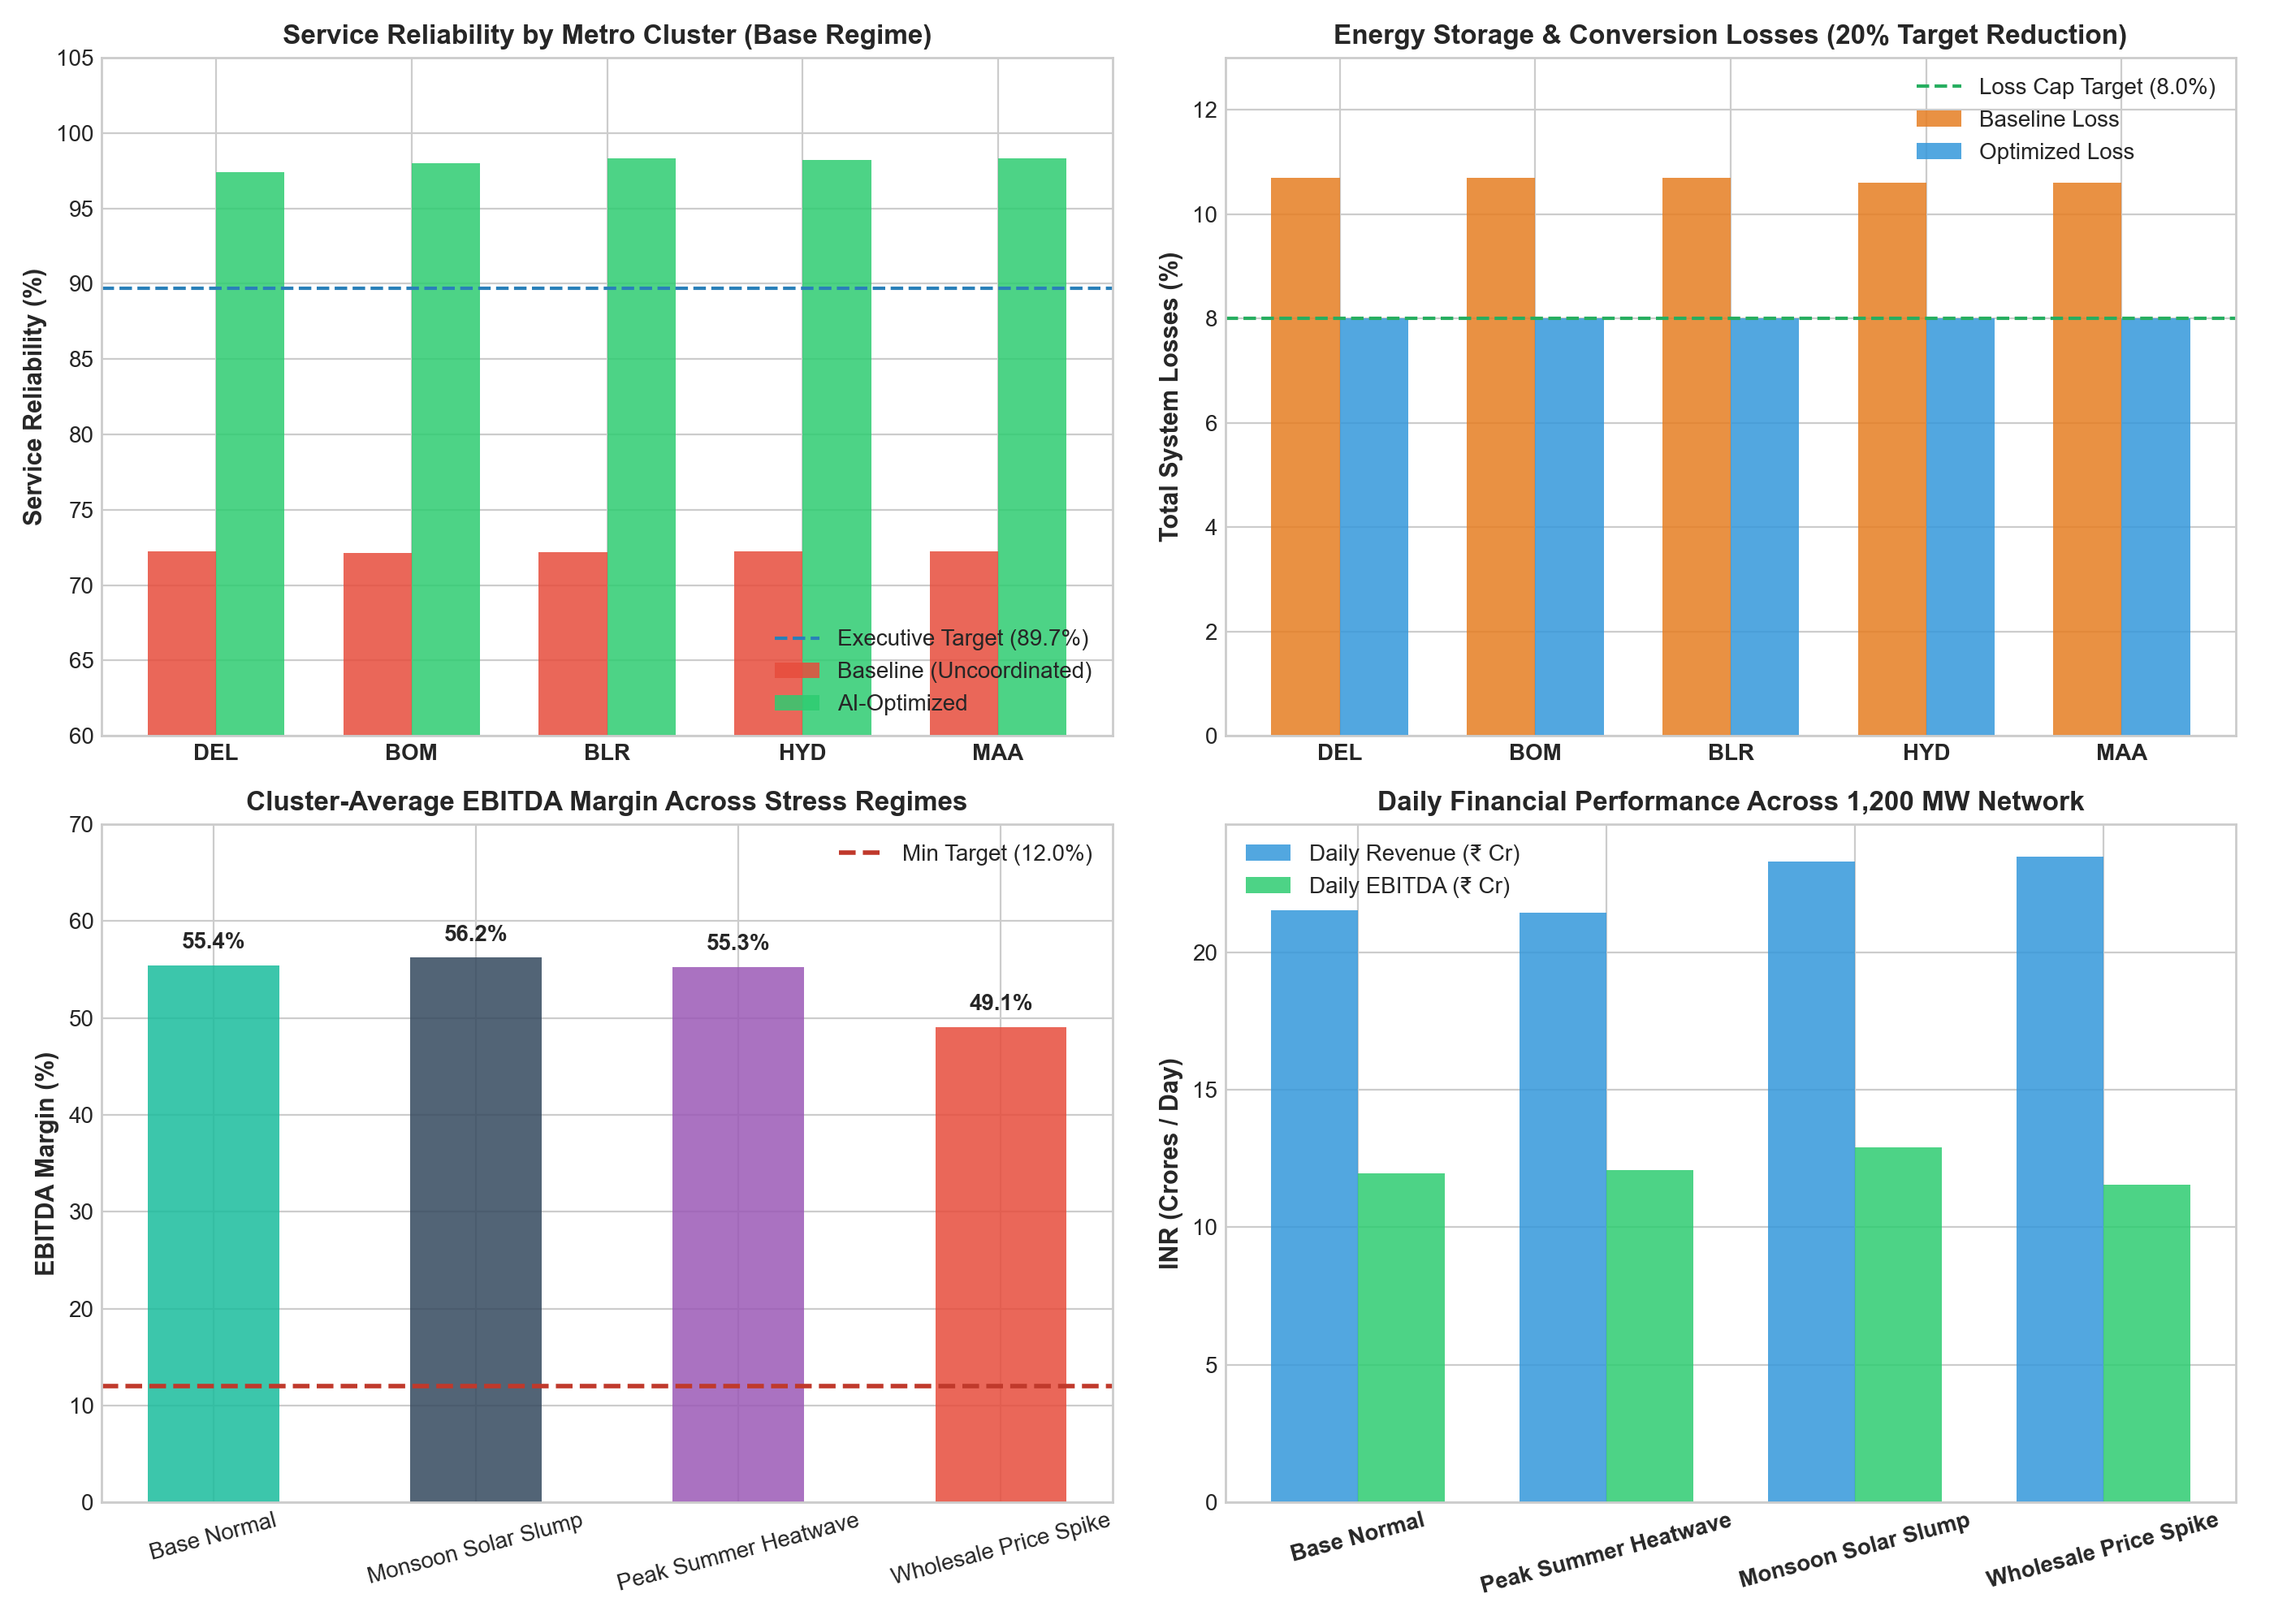 Service Reliability by Metro Cluster (Base Regime)
Service Reliability (%)
105
100
95
90
85
80
75
70
65
60
Executive Target (89.7%)
Baseline (Uncoordinated)
AI-Optimized
DEL BOM BLR HYD MAA
Energy Storage & Conversion Losses (20% Target Reduction)
Total System Losses (%)
12
10
8
6
4
2
0
Loss Cap Target (8.0%)
Baseline Loss
Optimized Loss
DEL BOM BLR HYD MAA
Cluster-Average EBITDA Margin Across Stress Regimes
EBITDA Margin (%)
70
60
50
40
30
20
10
0
Min Target (12.0%)
55.4% 56.2% 55.3% 49.1%
Base Normal Monsoon Solar Slump Peak Summer Heatwave Wholesale Price Spike
Daily Financial Performance Across 1,200 MW Network
INR (Crores / Day)
20
15
10
5
0
Daily Revenue (₹ Cr)
Daily EBITDA (₹ Cr)
Base Normal Peak Summer Heatwave Monsoon Solar Slump Wholesale Price Spike